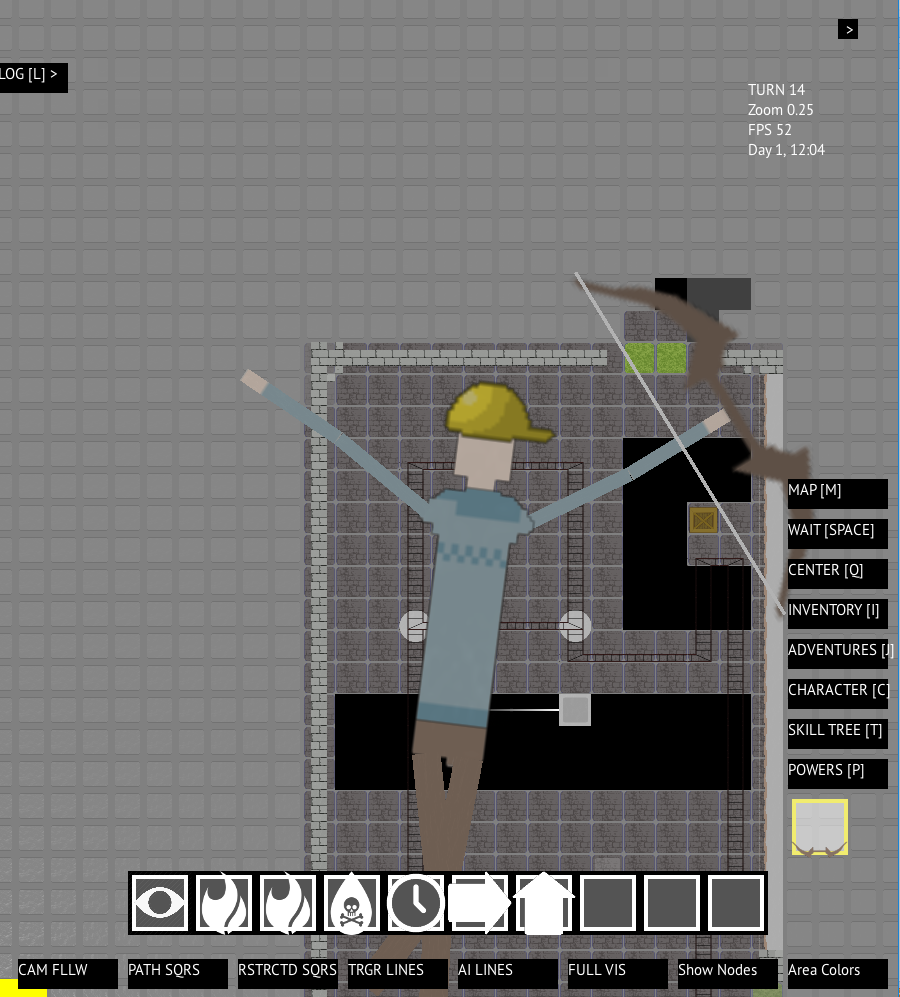 >
LOG [L] >
TURN 14
Zoom 0.25
FPS 52
Day 1, 12:04
MAP [M]
WAIT [SPACE]
CENTER [Q]
INVENTORY [I]
ADVENTURES [J]
CHARACTER [C]
SKILL TREE [T]
POWERS [P]
CAM FLLW
PATH SQRS
RSTRCTD SQRS
TRGR LINES
AI LINES
FULL VIS
Show Nodes
Area Colors